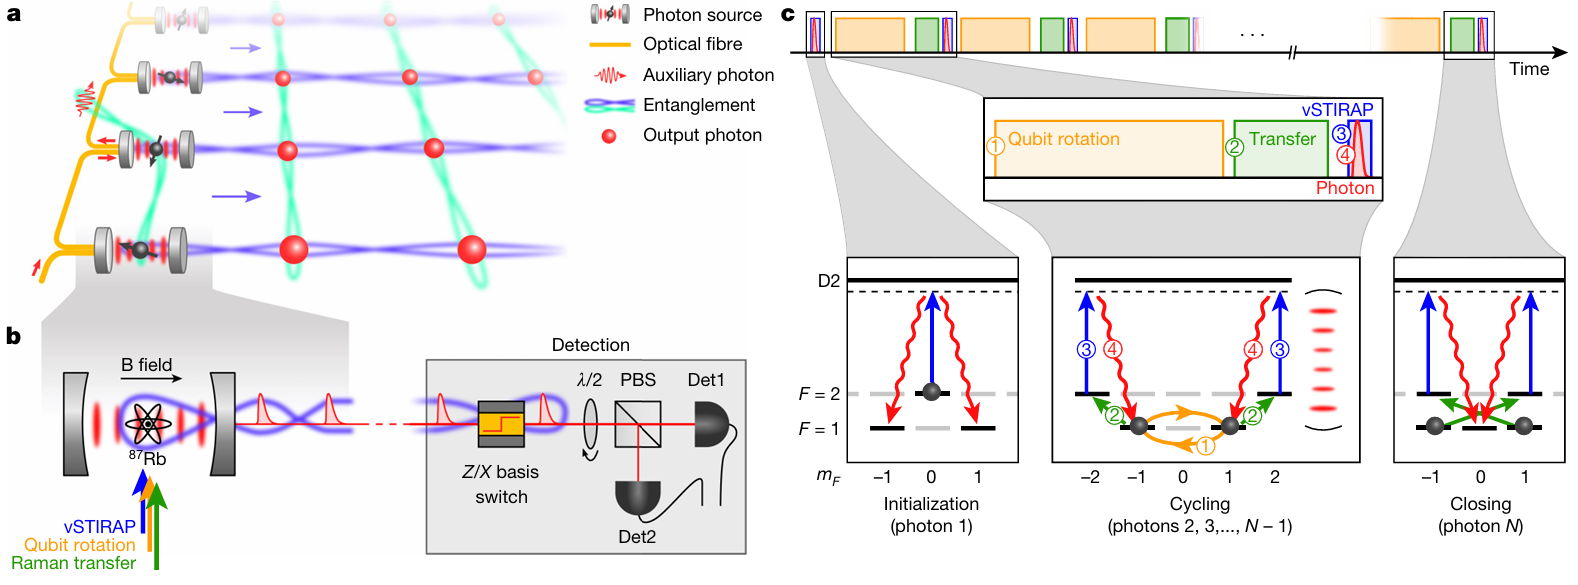 a
Photon source
Optical fibre
Auxiliary photon
Entanglement
Output photon
b
B field
87Rb
vSTIRAP
Qubit rotation
Raman transfer
Detection
λ/2
PBS
Det1
Z/X basis
switch
Det2
c
. . .
Time
vSTIRAP
1
Qubit rotation
2
Transfer
3
4
Photon
D2
F = 2
F = 1
3
4
4
3
2
2
1
mF
−1
0
1
−2
−1
0
1
2
−1
0
1
Initialization
(photon 1)
Cycling
(photons 2, 3,..., N − 1)
Closing
(photon N)